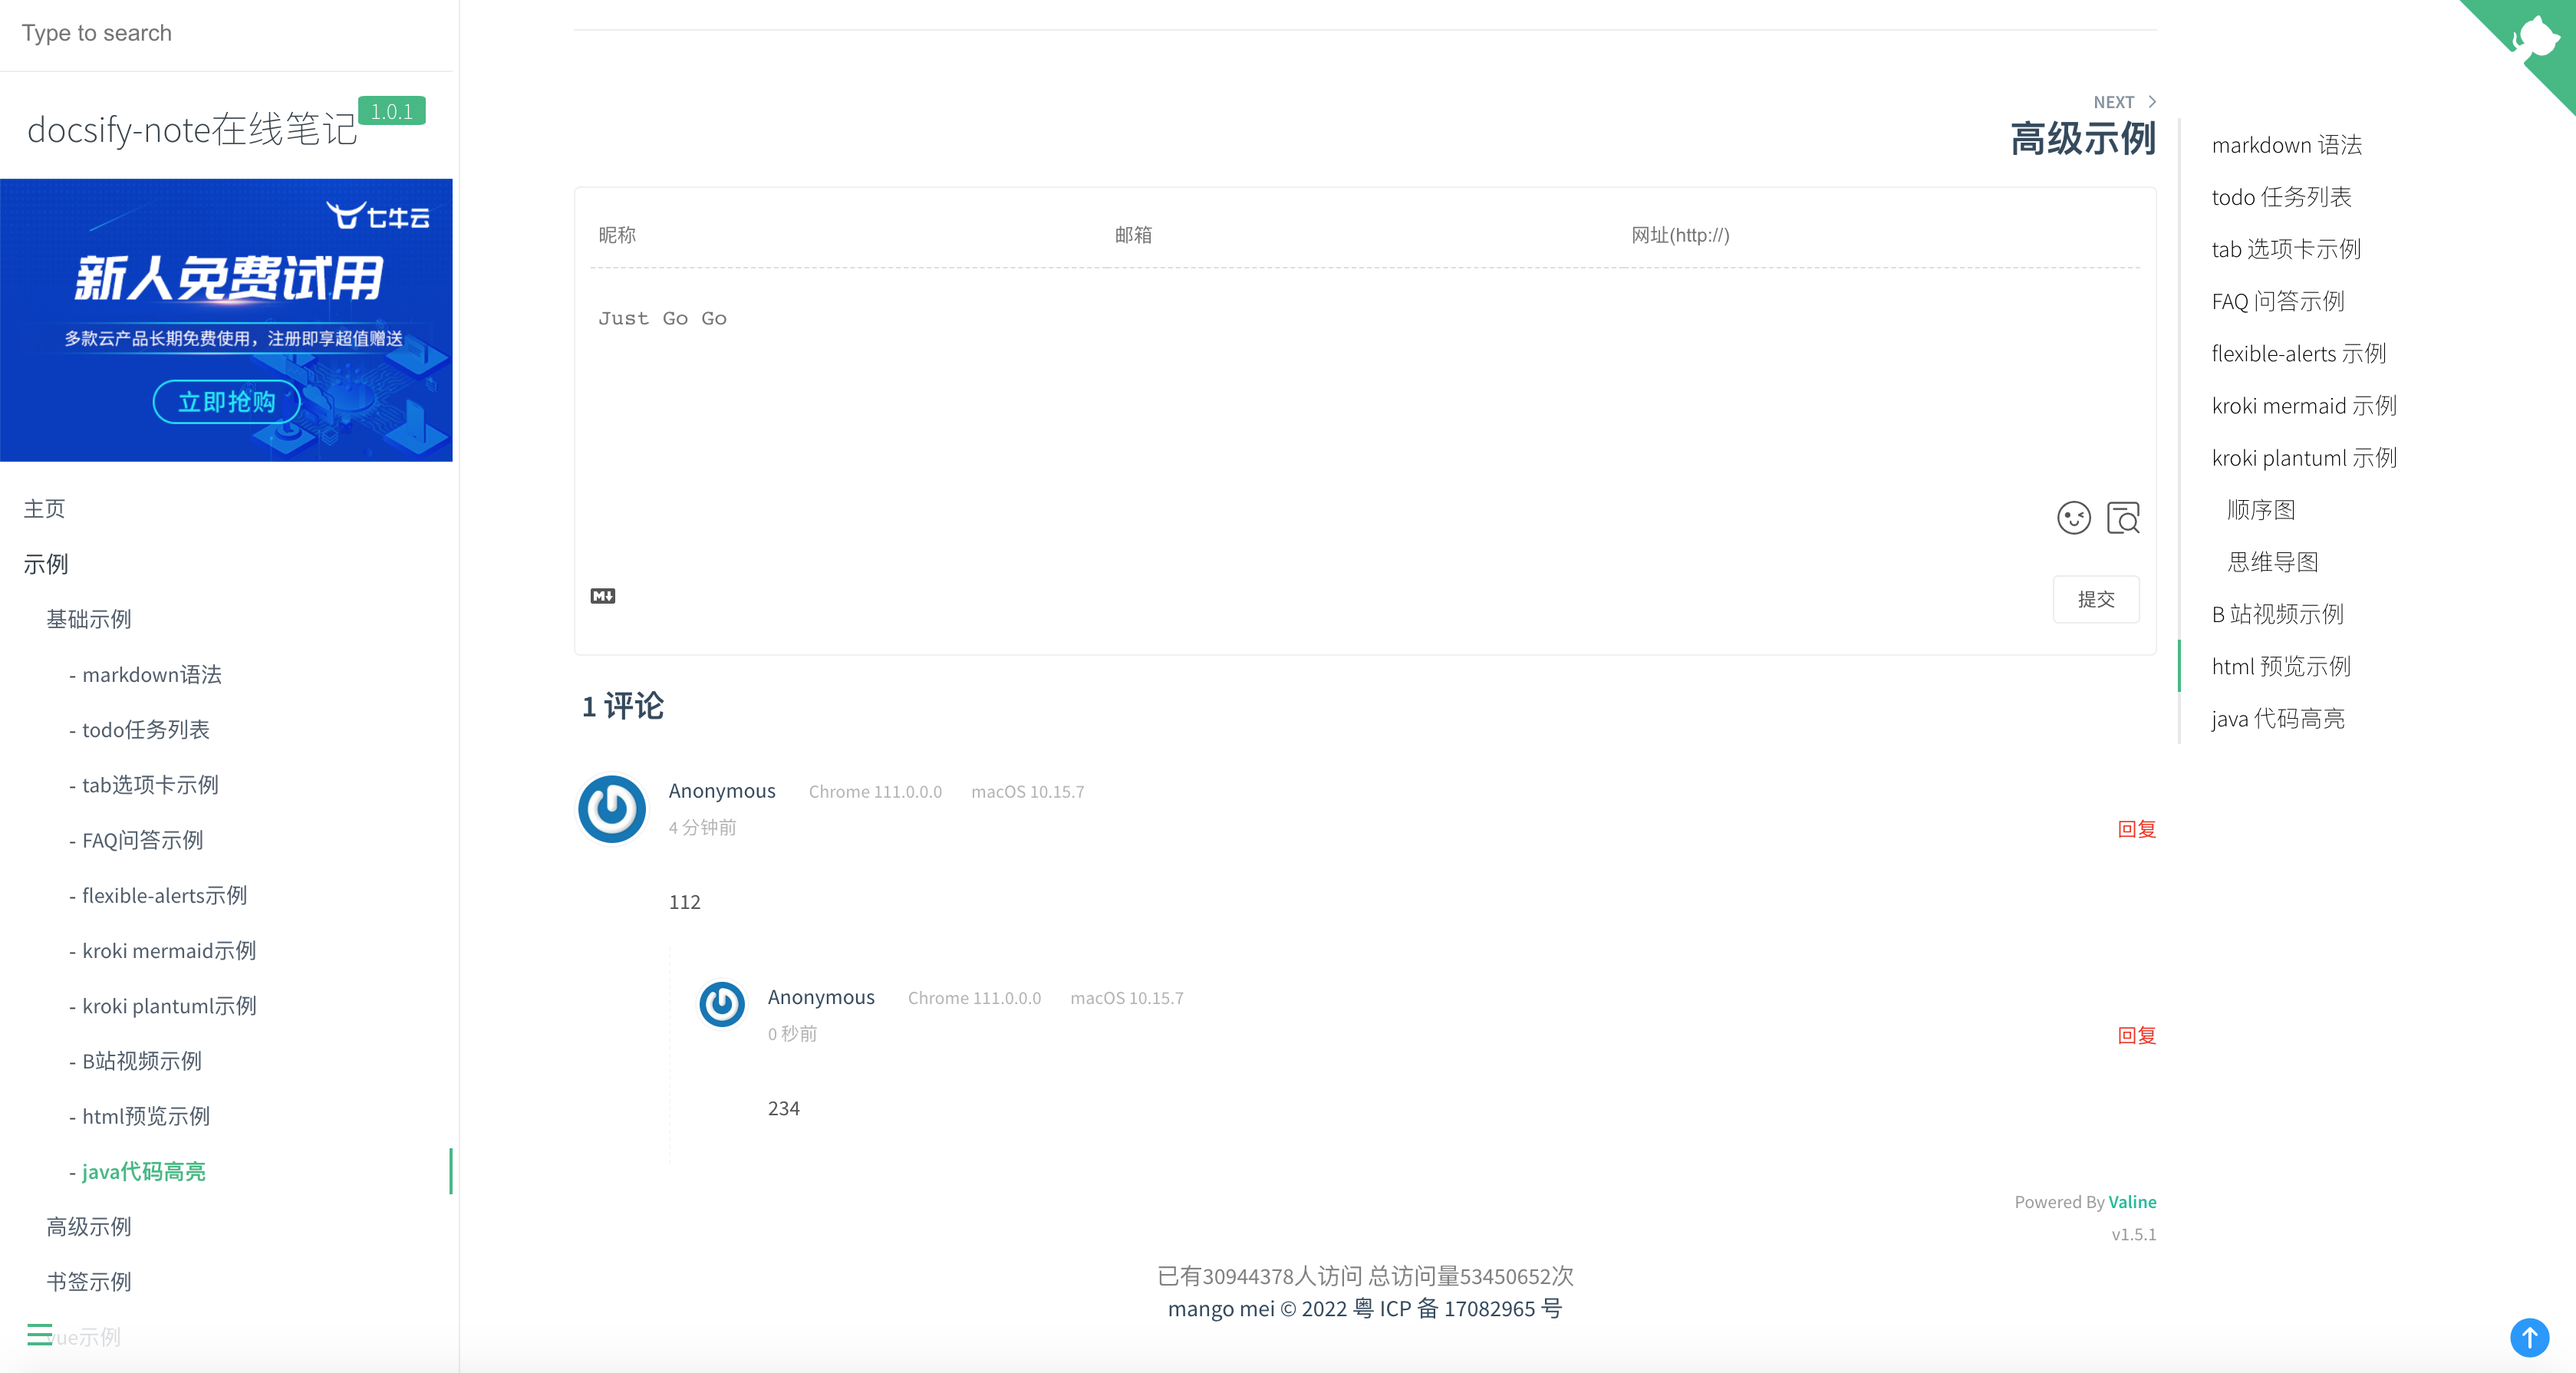 Type to search
docsify-note在线笔记 1.0.1
七牛云
新人免费试用
多款云产品长期免费使用，注册即享超值赠送
立即抢购
主页
示例
基础示例
- markdown语法
- todo任务列表
- tab选项卡示例
- FAQ问答示例
- flexible-alerts示例
- kroki mermaid示例
- kroki plantuml示例
- B站视频示例
- html预览示例
- java代码高亮
高级示例
书签示例
vue示例
NEXT
高级示例
昵称 邮箱 网址(http://)
Just Go Go
M↓
提交
1 评论
Anonymous Chrome 111.0.0.0 macOS 10.15.7
4 分钟前 回复
112
Anonymous Chrome 111.0.0.0 macOS 10.15.7
0 秒前 回复
234
Powered By Valine
v1.5.1
已有30944378人访问 总访问量53450652次
mango mei © 2022 粤 ICP 备 17082965 号
markdown 语法
todo 任务列表
tab 选项卡示例
FAQ 问答示例
flexible-alerts 示例
kroki mermaid 示例
kroki plantuml 示例
顺序图
思维导图
B 站视频示例
html 预览示例
java 代码高亮